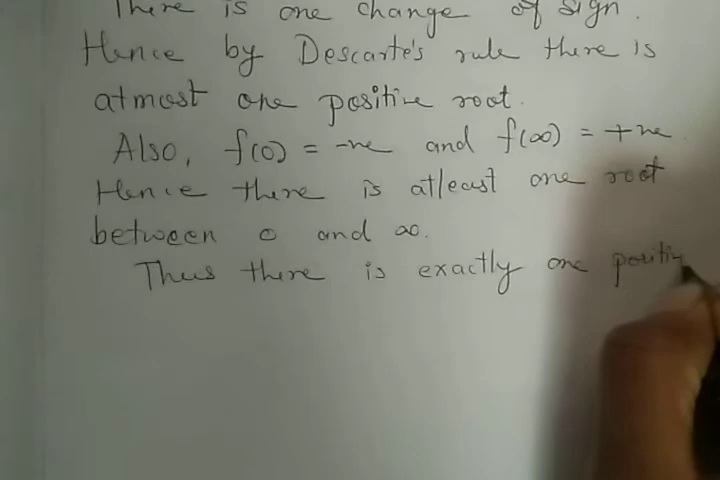 There is one change of sign.
Hence by Descarte's rule there is
atmost one positive root.
Also, f(0) = -ve and f(∞) = +ve.
Hence there is atleast one root
between 0 and ∞.
Thus there is exactly one positiv